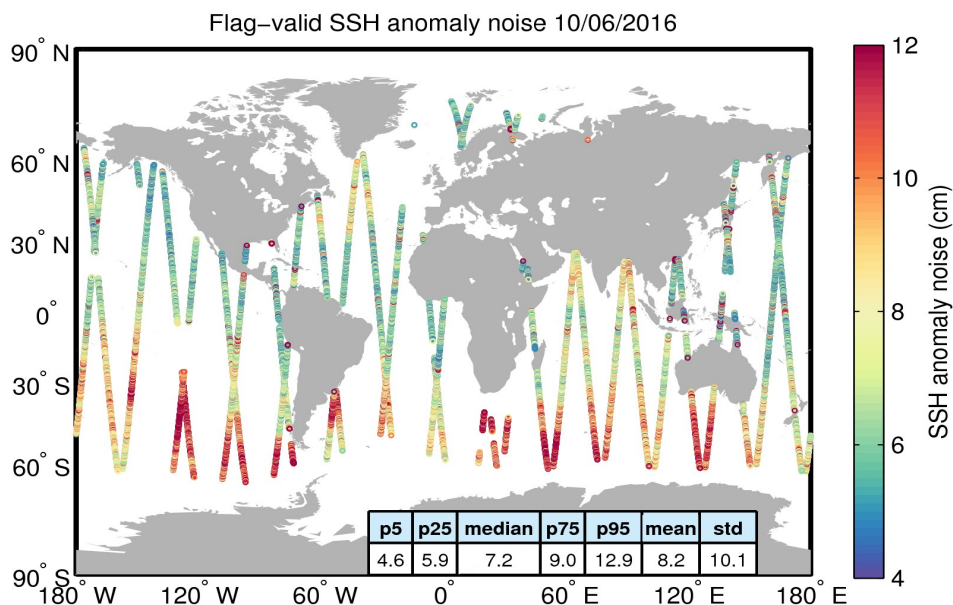 Flag−valid SSH anomaly noise 10/06/2016
90° N
60° N
30° N
0°
30° S
60° S
90° S
180° W
120° W
60° W
0°
60° E
120° E
180° E
p5 p25 median p75 p95 mean std
4.6 5.9 7.2 9.0 12.9 8.2 10.1
12
10
8
6
4
SSH anomaly noise (cm)